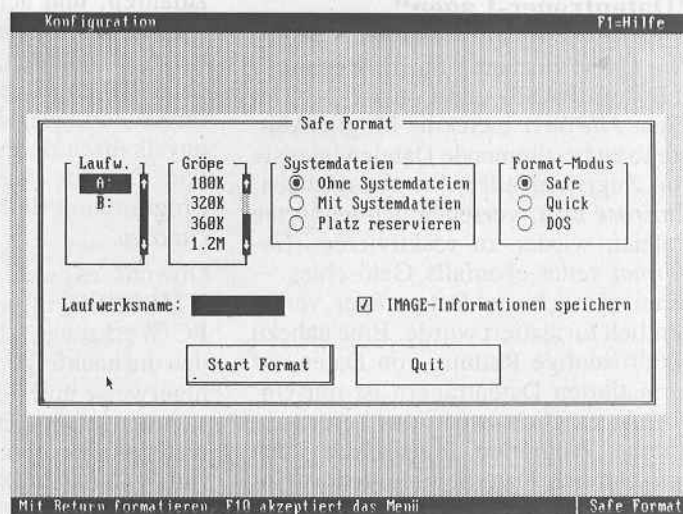 Konfiguration F1=Hilfe
Safe Format
Laufw. Größe Systemdateien Format-Modus
A: 180K Ohne Systemdateien Safe
B: 320K Mit Systemdateien Quick
360K Platz reservieren DOS
1.2M
Laufwerksname: IMAGE-Informationen speichern
Start Format Quit
Mit Return formatieren, F10 akzeptiert das Menü Safe Format